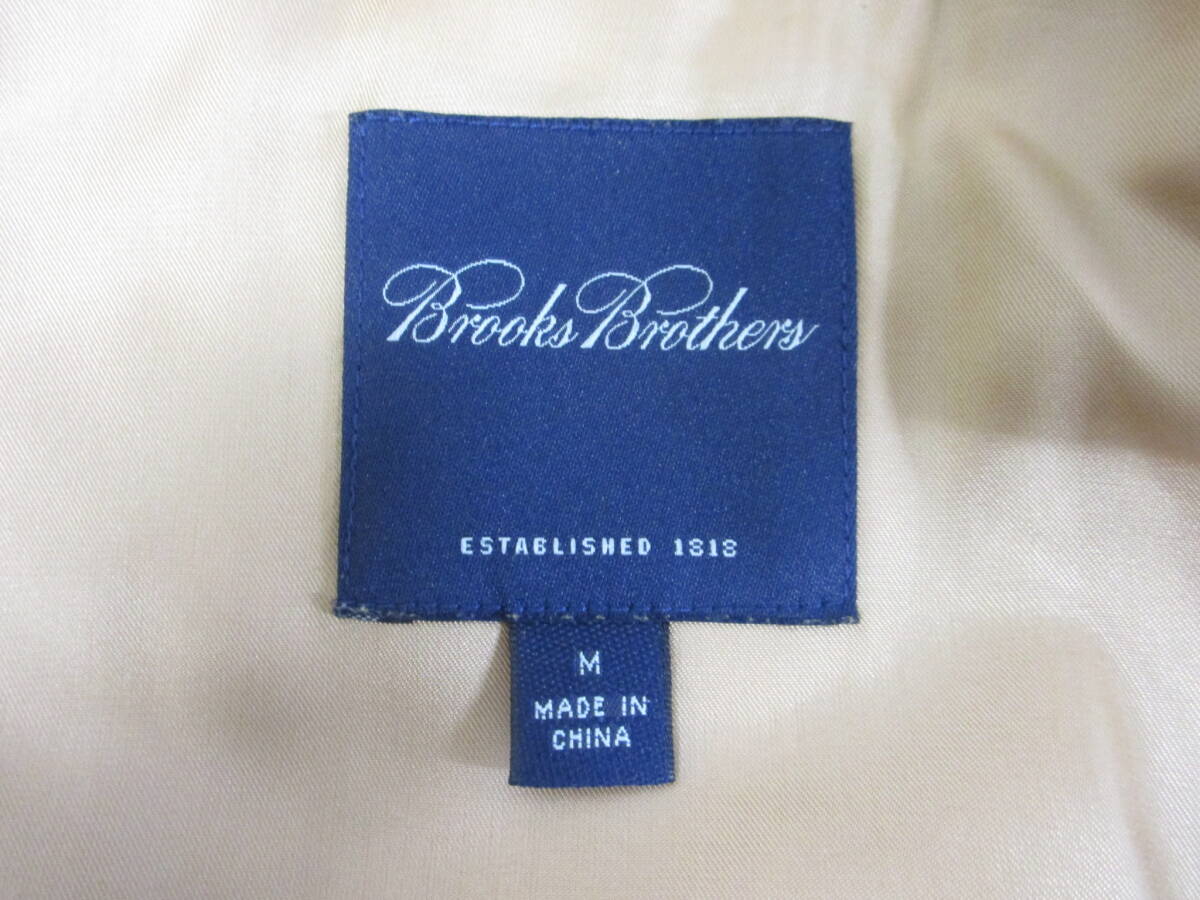 Brooks Brothers
ESTABLISHED 1818
M
MADE IN
CHINA